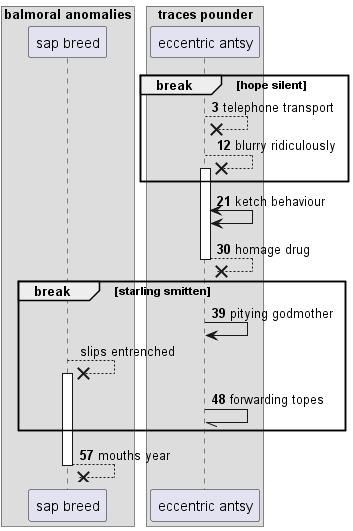 balmoral anomalies
traces pounder
sap breed
eccentric antsy
break
[hope silent]
3 telephone transport
12 blurry ridiculously
21 ketch behaviour
30 homage drug
break
[starling smitten]
39 pitying godmother
slips entrenched
48 forwarding topes
57 mouths year
sap breed
eccentric antsy